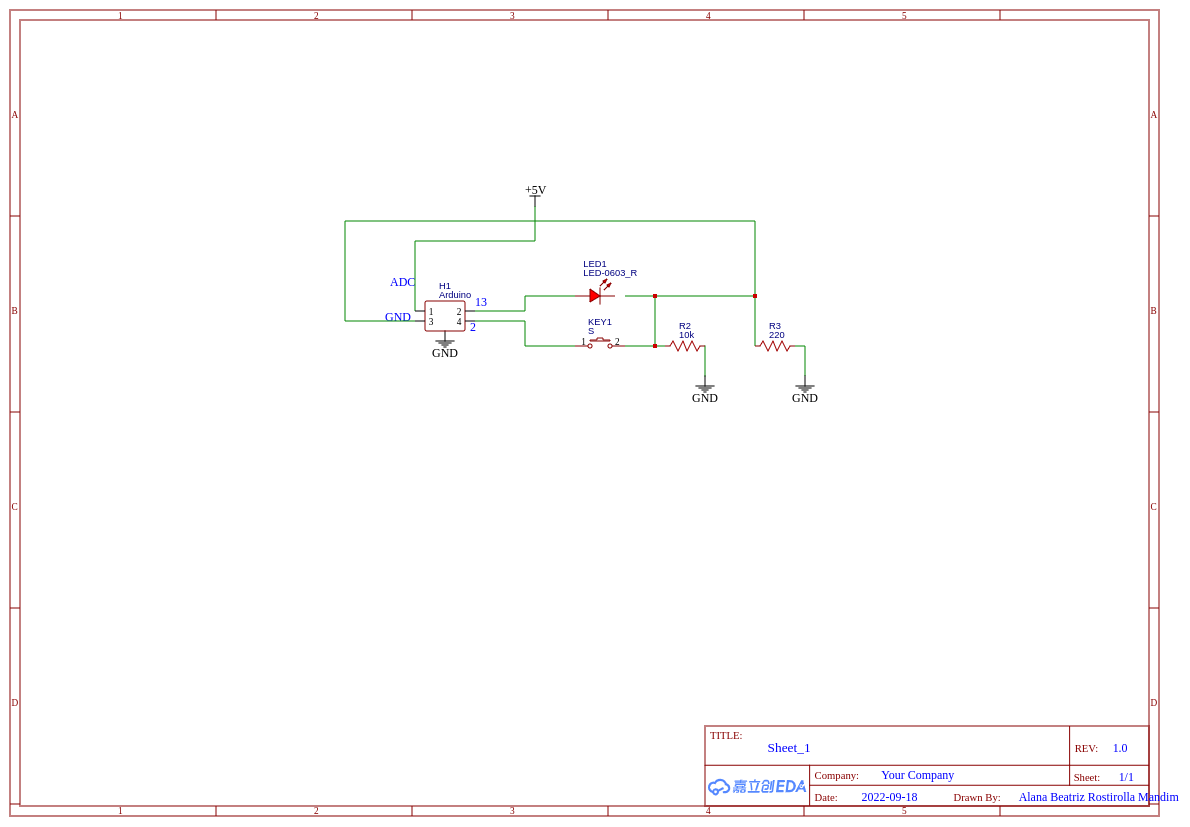 1 2 3 4 5
A A
+5V
LED1
LED-0603_R
ADC
H1
Arduino
13
B B
1 2
GND
3 4
2
KEY1
S
R2
10k
R3
220
1 2
GND
GND
GND
C C
D D
TITLE:
Sheet_1
REV: 1.0
嘉立创EDA
Company: Your Company
Sheet: 1/1
Date: 2022-09-18 Drawn By: Alana Beatriz Rostirolla Mandim
1 2 3 4 5